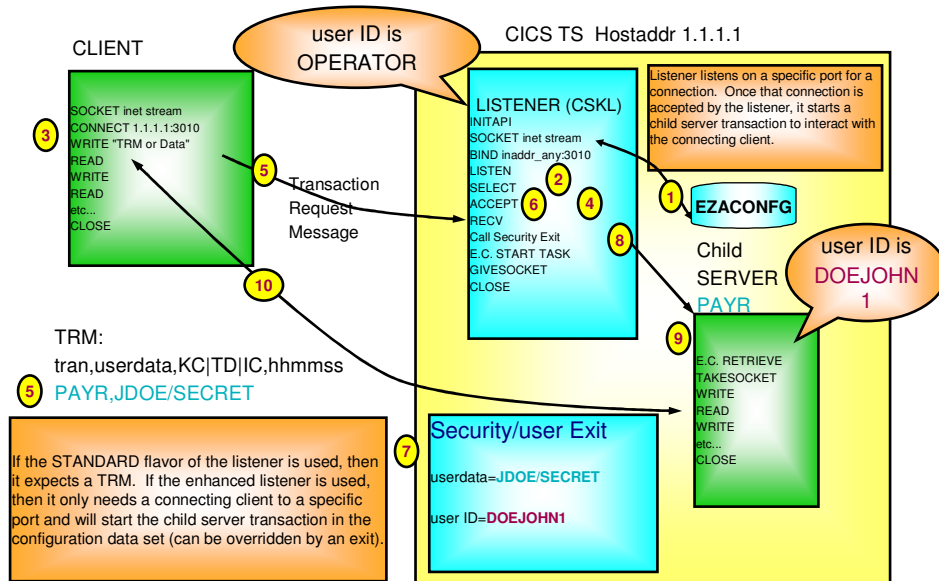 CLIENT
user ID is
OPERATOR
CICS TS Hostaddr 1.1.1.1
3
SOCKET inet stream
CONNECT 1.1.1.1:3010
WRITE "TRM or Data"
READ
WRITE
READ
etc...
CLOSE
5
Transaction
Request
Message
LISTENER (CSKL)
INITAPI
SOCKET inet stream
BIND inaddr_any:3010
LISTEN
SELECT
ACCEPT
RECV
Call Security Exit
E.C. START TASK
GIVESOCKET
CLOSE
2
6
4
8
1
Listener listens on a specific port for a
connection. Once that connection is
accepted by the listener, it starts a
child server transaction to interact with
the connecting client.
EZACONFG
Child
SERVER
PAYR
user ID is
DOEJOHN
1
10
9
E.C. RETRIEVE
TAKESOCKET
WRITE
READ
WRITE
etc...
CLOSE
TRM:
tran,userdata,KC|TD|IC,hhmmss
5
PAYR,JDOE/SECRET
If the STANDARD flavor of the listener is used, then
it expects a TRM. If the enhanced listener is used,
then it only needs a connecting client to a specific
port and will start the child server transaction in the
configuration data set (can be overridden by an exit).
7
Security/user Exit
userdata=JDOE/SECRET
user ID=DOEJOHN1